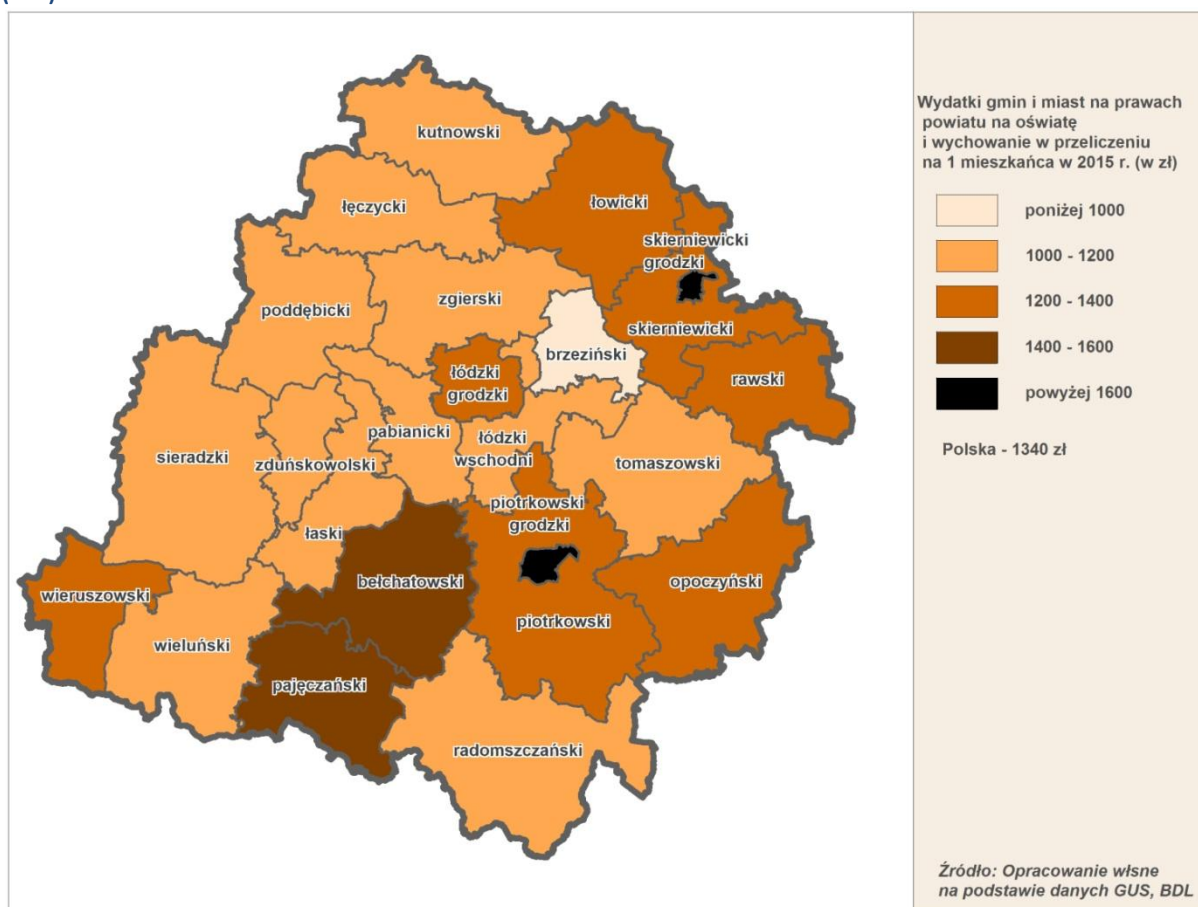 kutnowski
łowicki
łęczycki
skierniewicki
grodzki
zgierski
poddębicki
skierniewicki
brzeziński
łódzki
grodzki
rawski
pabianicki
łódzki
wschodni
sieradzki
zduńskowolski
tomaszowski
piotrkowski
grodzki
łaski
bełchatowski
opoczyński
wieruszowski
piotrkowski
wieluński
pajęczański
radomszczański
Wydatki gmin i miast na prawach
powiatu na oświatę
i wychowanie w przeliczeniu
na 1 mieszkańca w 2015 r. (w zł)
poniżej 1000
1000 - 1200
1200 - 1400
1400 - 1600
powyżej 1600
Polska - 1340 zł
Źródło: Opracowanie włsne
na podstawie danych GUS, BDL